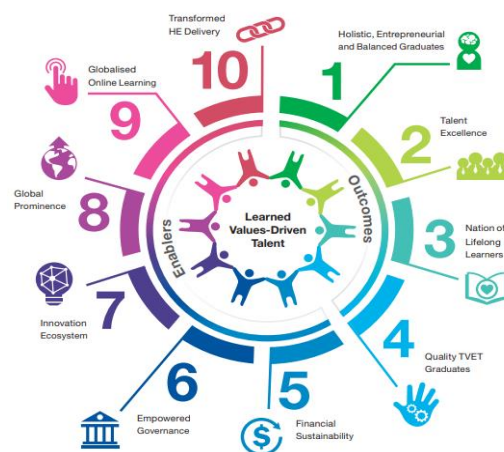 Transformed
HE Delivery
10
Holistic, Entrepreneurial
and Balanced Graduates
1
Globalised
Online Learning
9
Talent
Excellence
2
Global
Prominence
8
Enablers
Learned
Values-Driven
Talent
Outcomes
3
Nation of
Lifelong
Learners
7
Innovation
Ecosystem
4
Quality TVET
Graduates
6
Empowered
Governance
5
Financial
Sustainability
$